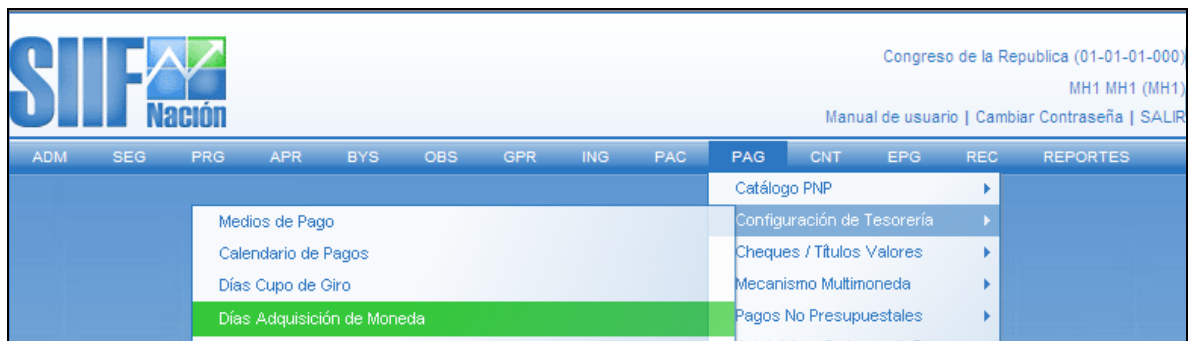 SIIF
Nación
Congreso de la Republica (01-01-01-000)
MH1 MH1 (MH1)
Manual de usuario | Cambiar Contraseña | SALIR
ADM SEG PRG APR BYS OBS GPR ING PAC PAG CNT EPG REC REPORTES
Catálogo PNP
Configuración de Tesorería
Cheques / Títulos Valores
Mecanismo Multimoneda
Pagos No Presupuestales
Medios de Pago
Calendario de Pagos
Días Cupo de Giro
Días Adquisición de Moneda